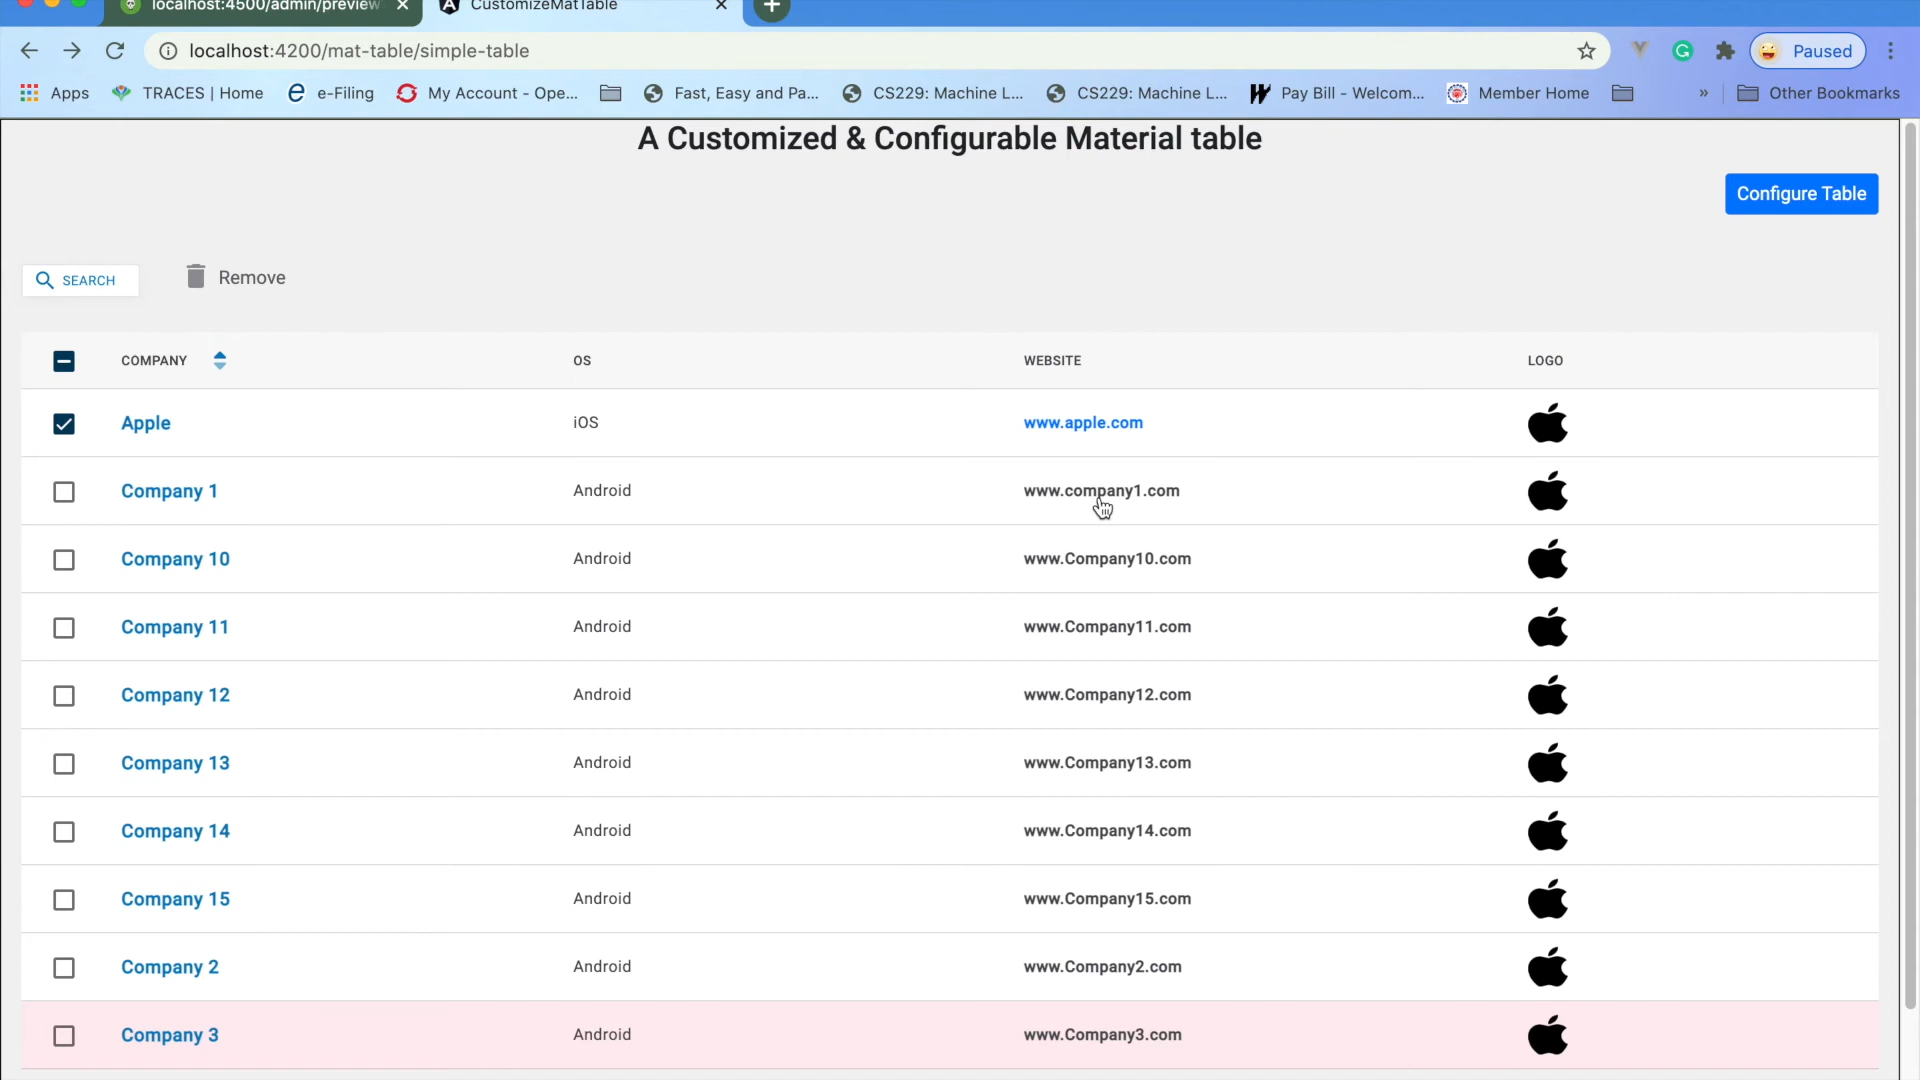 localhost:4500/admin/preview
CustomizeMatTable
localhost:4200/mat-table/simple-table
Paused
Apps
TRACES | Home
e-Filing
My Account - Ope...
Fast, Easy and Pa...
CS229: Machine L...
CS229: Machine L...
Pay Bill - Welcom...
Member Home
»
Other Bookmarks
A Customized & Configurable Material table
Configure Table
SEARCH
Remove
COMPANY OS WEBSITE LOGO
Apple iOS www.apple.com
Company 1 Android www.company1.com
Company 10 Android www.Company10.com
Company 11 Android www.Company11.com
Company 12 Android www.Company12.com
Company 13 Android www.Company13.com
Company 14 Android www.Company14.com
Company 15 Android www.Company15.com
Company 2 Android www.Company2.com
Company 3 Android www.Company3.com